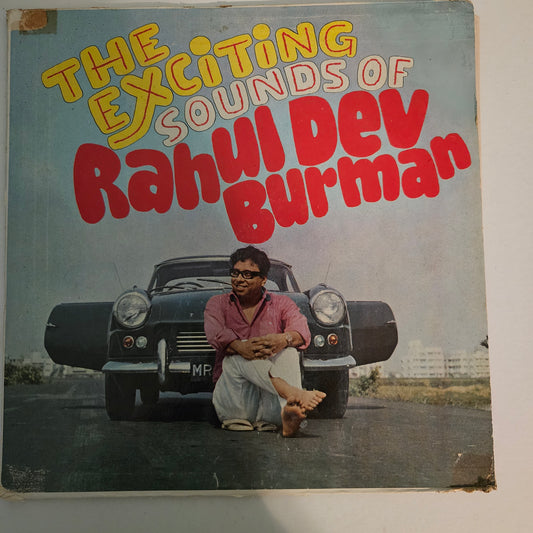 THE EXCITING
SOUNDS OF
Rahul Dev
Burman
MP